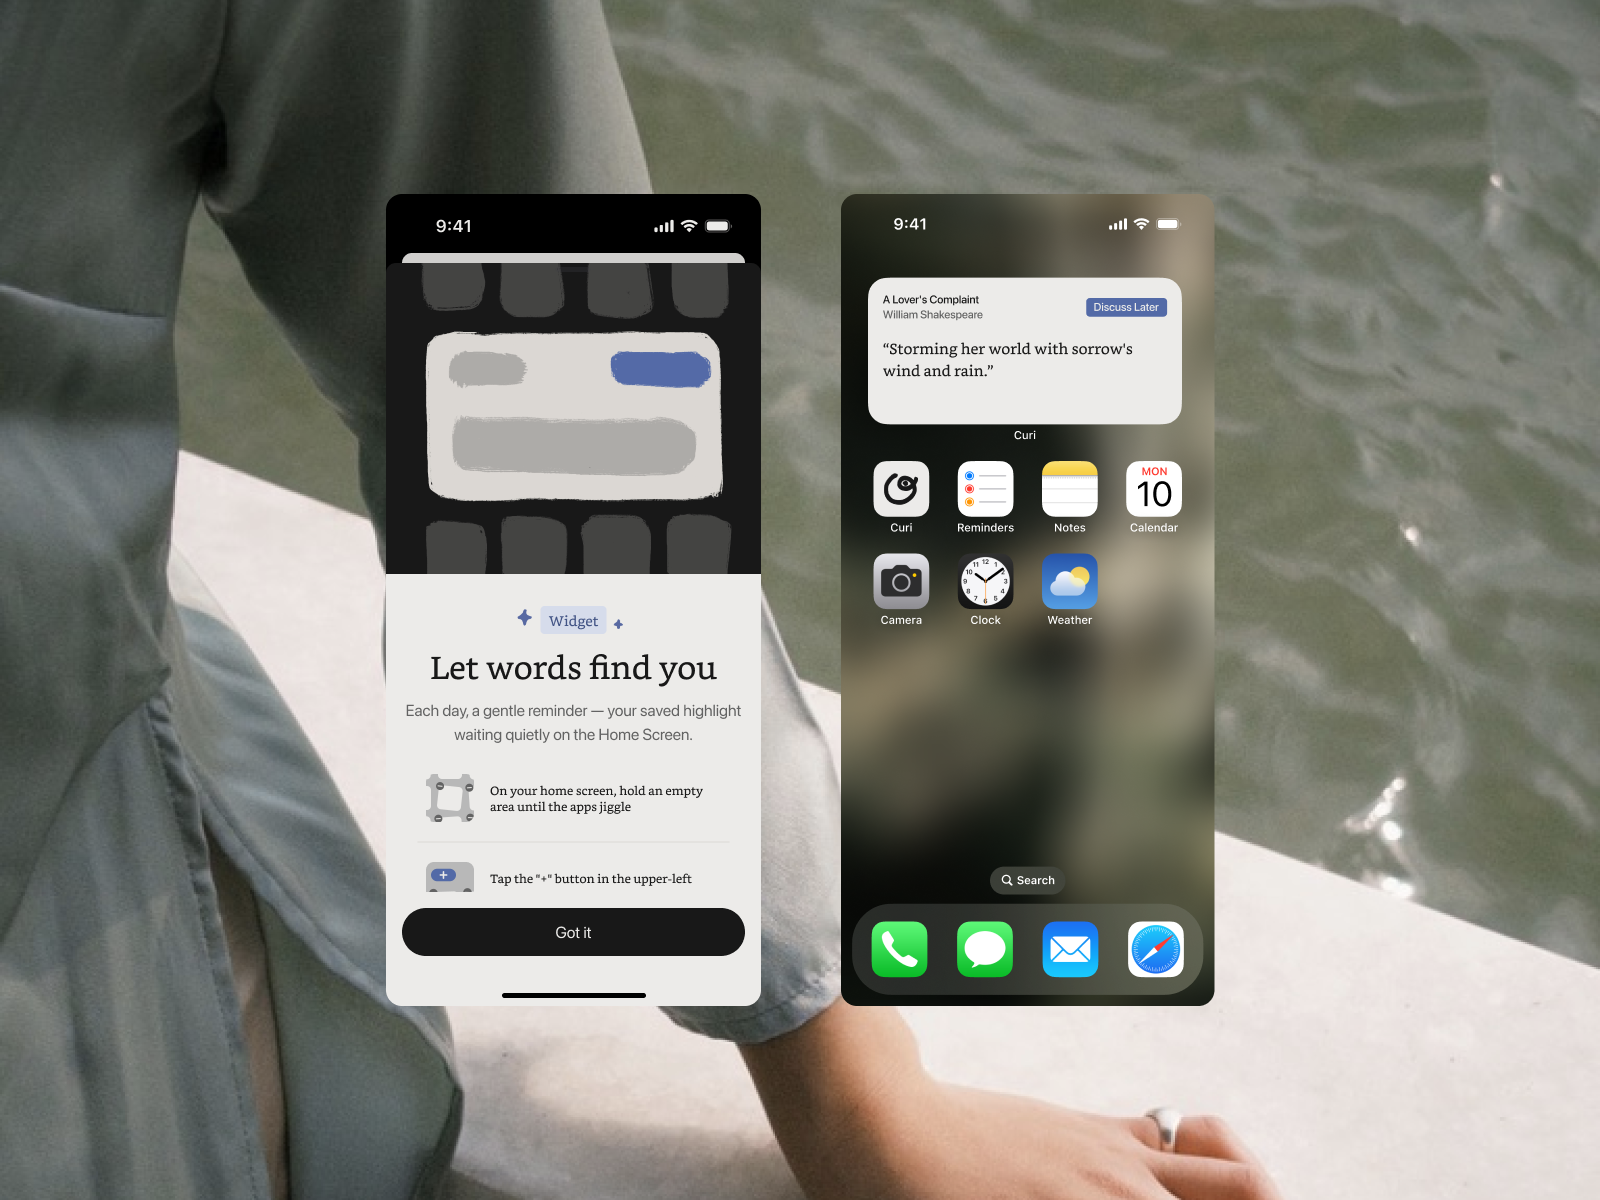 9:41
Widget
Let words find you
Each day, a gentle reminder — your saved highlight
waiting quietly on the Home Screen.
On your home screen, hold an empty
area until the apps jiggle
Tap the "+" button in the upper-left
Got it
9:41
A Lover's Complaint
William Shakespeare
Discuss Later
“Storming her world with sorrow's
wind and rain.”
Curi
MON
10
Curi
Reminders
Notes
Calendar
12
1
2
3
4
5
6
7
8
9
10
11
Camera
Clock
Weather
Search